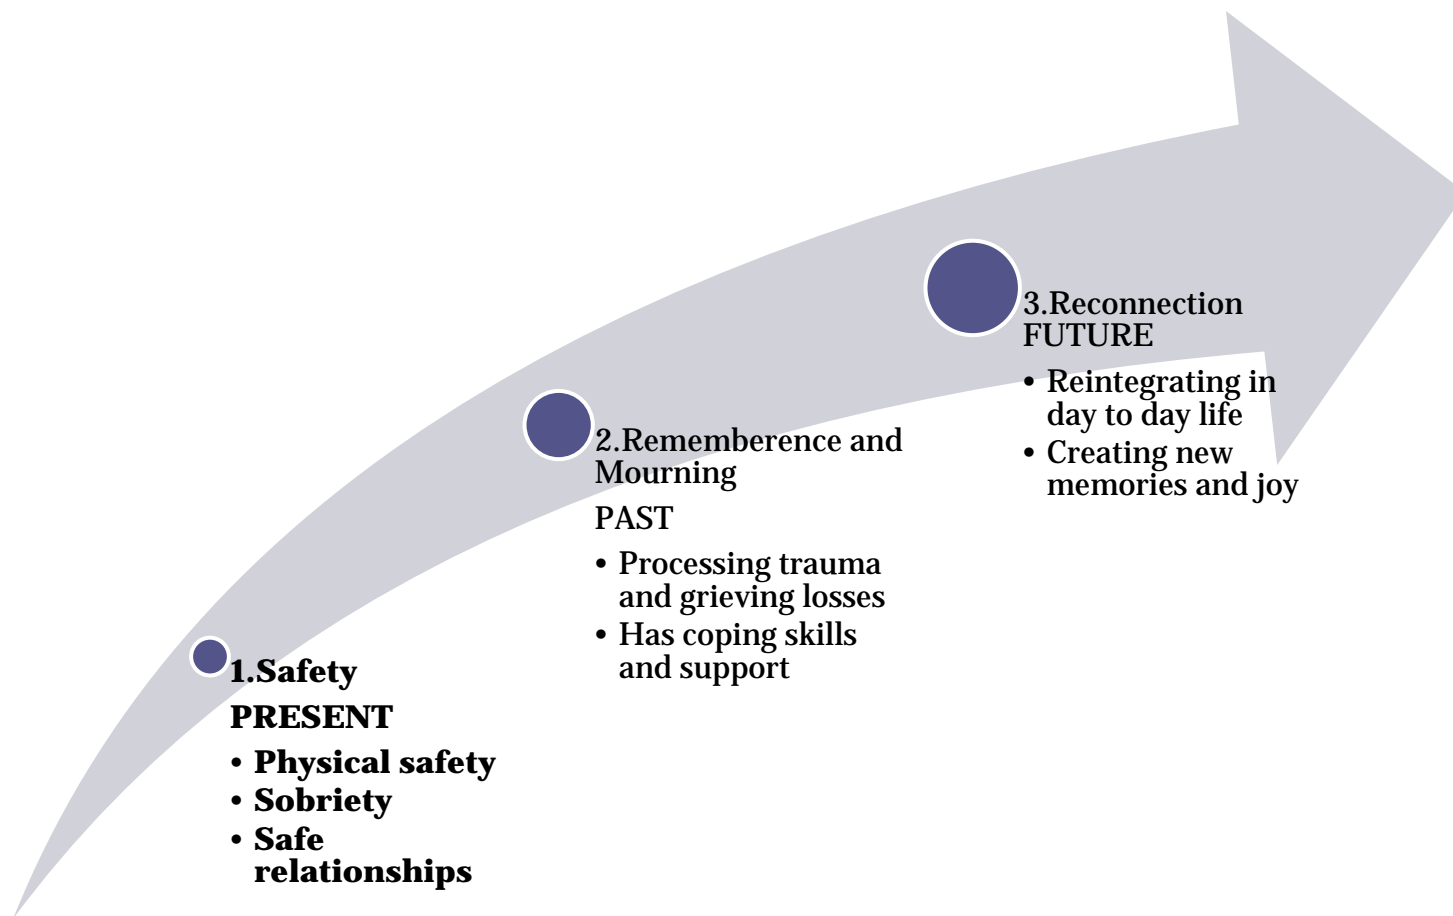 1.Safety
PRESENT
• Physical safety
• Sobriety
• Safe
relationships
2.Rememberence and
Mourning
PAST
• Processing trauma
and grieving losses
• Has coping skills
and support
3.Reconnection
FUTURE
• Reintegrating in
day to day life
• Creating new
memories and joy